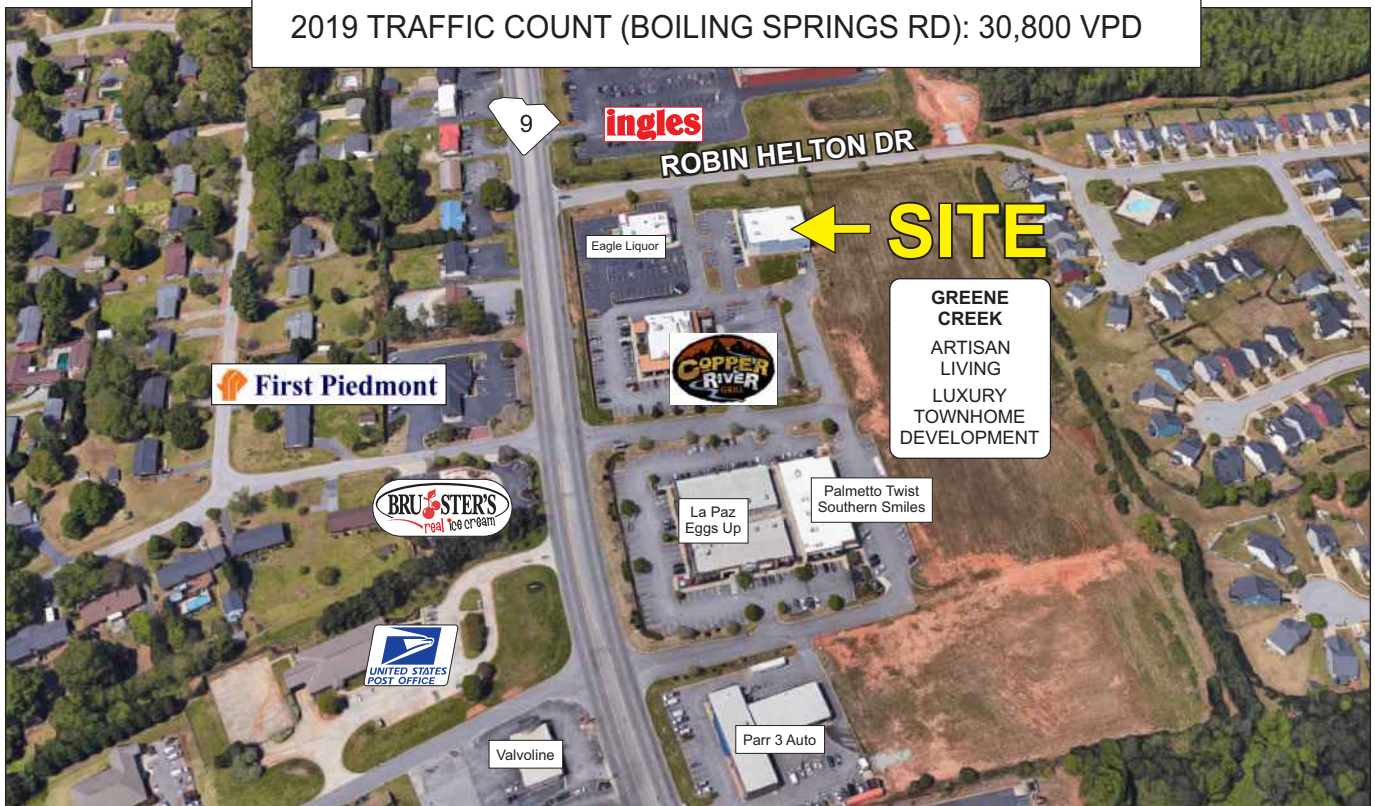 2019 TRAFFIC COUNT (BOILING SPRINGS RD): 30,800 VPD
9
ingles
ROBIN HELTON DR
Eagle Liquor
SITE
GREENE
CREEK
ARTISAN
LIVING
LUXURY
TOWNHOME
DEVELOPMENT
COPPER
RIVER
GRILL
First Piedmont
BRUSTER'S
real ice cream
La Paz
Eggs Up
Palmetto Twist
Southern Smiles
UNITED STATES
POST OFFICE
Valvoline
Parr 3 Auto